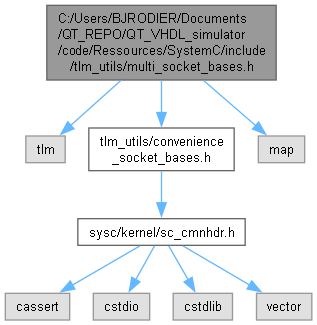 C:/Users/BJRODIER/Documents
/QT_REPO/QT_VHDL_simulator
/code/Ressources/SystemC/include
/tlm_utils/multi_socket_bases.h
tlm
tlm_utils/convenience
_socket_bases.h
map
sysc/kernel/sc_cmnhdr.h
cassert
cstdio
cstdlib
vector